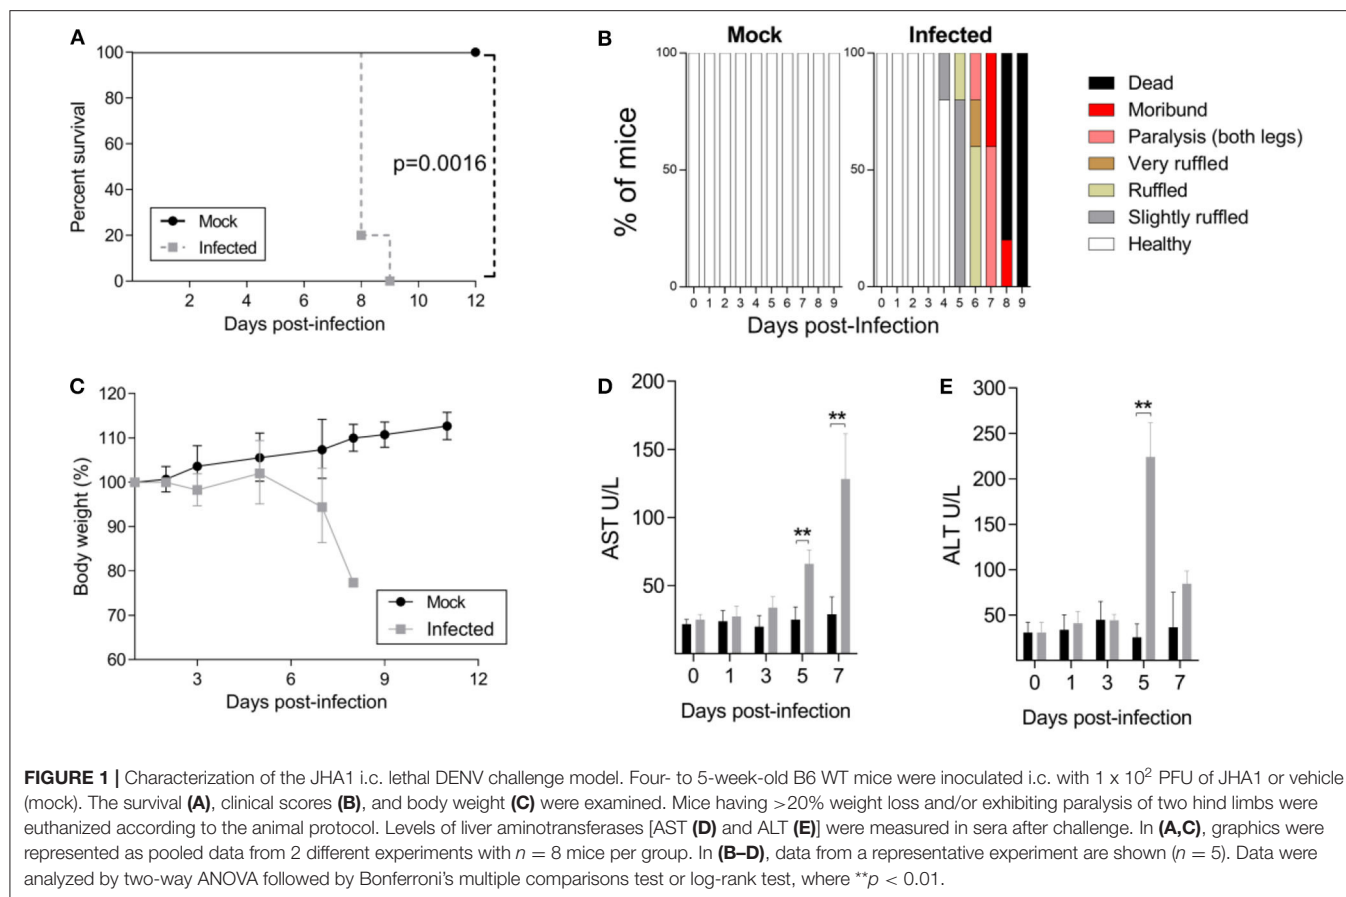 A
100
80
60
40
20
0
Percent survival
p=0.0016
Mock
Infected
2 4 6 8 10 12
Days post-infection
B
Mock
Infected
100
50
0
100
50
0
% of mice
0 1 2 3 4 5 6 7 8 9
0 1 2 3 4 5 6 7 8 9
Days post-Infection
Dead
Moribund
Paralysis (both legs)
Very ruffled
Ruffled
Slightly ruffled
Healthy
C
120
110
100
90
80
70
60
Body weight (%)
Mock
Infected
3 6 9 12
Days post-infection
D
200
150
100
50
AST U/L
**
**
0 1 3 5 7
Days post-infection
E
300
250
200
150
100
50
ALT U/L
**
0 1 3 5 7
Days post-infection
FIGURE 1 | Characterization of the JHA1 i.c. lethal DENV challenge model. Four- to 5-week-old B6 WT mice were inoculated i.c. with 1 x 10² PFU of JHA1 or vehicle
(mock). The survival (A), clinical scores (B), and body weight (C) were examined. Mice having >20% weight loss and/or exhibiting paralysis of two hind limbs were
euthanized according to the animal protocol. Levels of liver aminotransferases [AST (D) and ALT (E)] were measured in sera after challenge. In (A,C), graphics were
represented as pooled data from 2 different experiments with n = 8 mice per group. In (B–D), data from a representative experiment are shown (n = 5). Data were
analyzed by two-way ANOVA followed by Bonferroni's multiple comparisons test or log-rank test, where **p < 0.01.